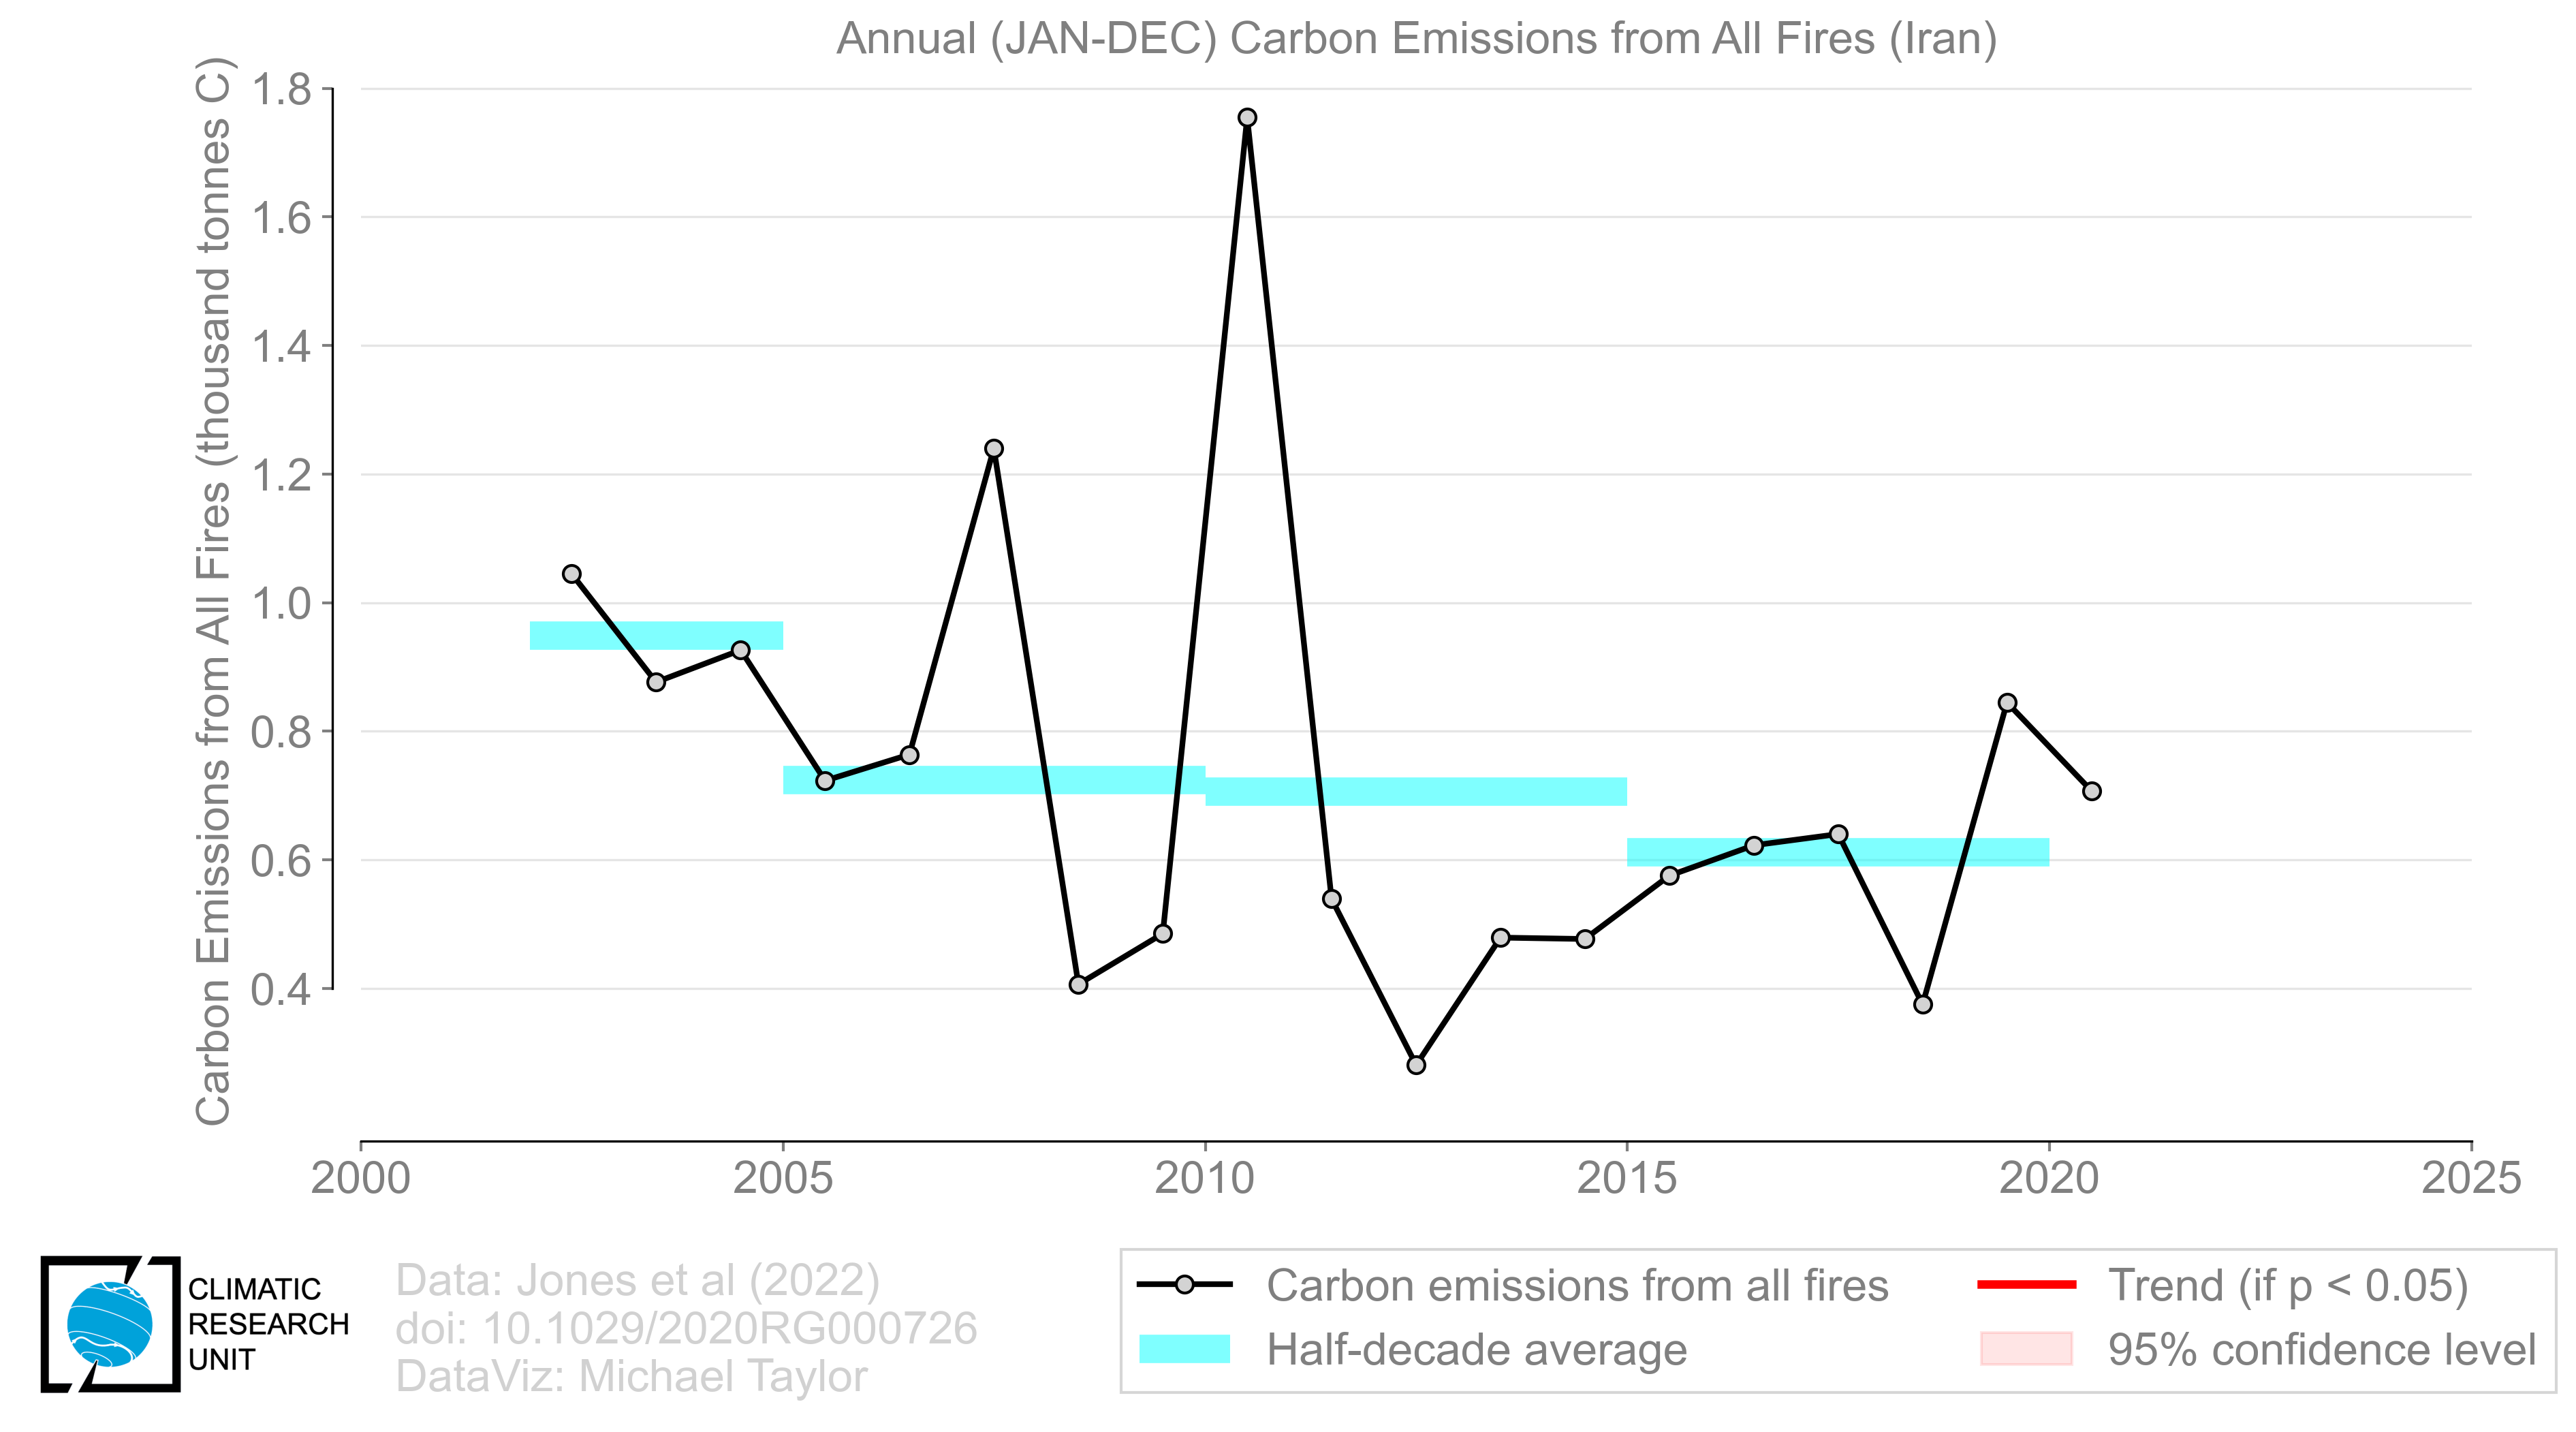 Annual (JAN-DEC) Carbon Emissions from All Fires (Iran)
Carbon Emissions from All Fires (thousand tonnes C)
1.8
1.6
1.4
1.2
1.0
0.8
0.6
0.4
2000 2005 2010 2015 2020 2025
CLIMATIC
RESEARCH
UNIT
Data: Jones et al (2022)
doi: 10.1029/2020RG000726
DataViz: Michael Taylor
Carbon emissions from all fires
Half-decade average
Trend (if p < 0.05)
95% confidence level